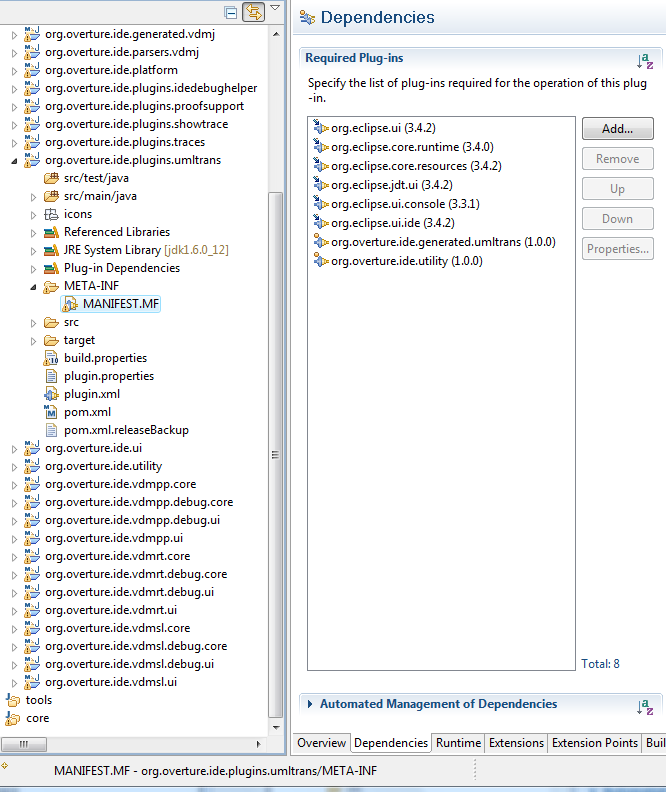 org.overture.ide.generated.vdmj
org.overture.ide.parsers.vdmj
org.overture.ide.platform
org.overture.ide.plugins.idedebughelper
org.overture.ide.plugins.proofsupport
org.overture.ide.plugins.showtrace
org.overture.ide.plugins.traces
org.overture.ide.plugins.umltrans
src/test/java
src/main/java
icons
Referenced Libraries
JRE System Library [jdk1.6.0_12]
Plug-in Dependencies
META-INF
MANIFEST.MF
src
target
build.properties
plugin.properties
plugin.xml
pom.xml
pom.xml.releaseBackup
org.overture.ide.ui
org.overture.ide.utility
org.overture.ide.vdmpp.core
org.overture.ide.vdmpp.debug.core
org.overture.ide.vdmpp.debug.ui
org.overture.ide.vdmpp.ui
org.overture.ide.vdmrt.core
org.overture.ide.vdmrt.debug.core
org.overture.ide.vdmrt.debug.ui
org.overture.ide.vdmrt.ui
org.overture.ide.vdmsl.core
org.overture.ide.vdmsl.debug.core
org.overture.ide.vdmsl.debug.ui
org.overture.ide.vdmsl.ui
tools
core
Dependencies
Required Plug-ins
Specify the list of plug-ins required for the operation of this plug
-in.
org.eclipse.ui (3.4.2)
org.eclipse.core.runtime (3.4.0)
org.eclipse.core.resources (3.4.2)
org.eclipse.jdt.ui (3.4.2)
org.eclipse.ui.console (3.3.1)
org.eclipse.ui.ide (3.4.2)
org.overture.ide.generated.umltrans (1.0.0)
org.overture.ide.utility (1.0.0)
Add...
Remove
Up
Down
Properties...
Total: 8
Automated Management of Dependencies
Overview Dependencies Runtime Extensions Extension Points Buil
MANIFEST.MF - org.overture.ide.plugins.umltrans/META-INF